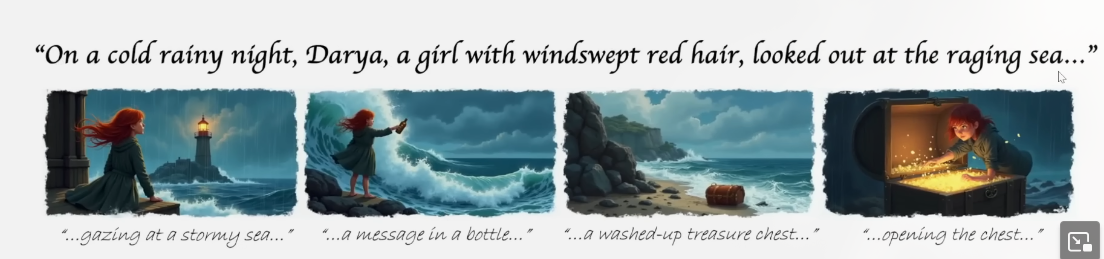 “On a cold rainy night, Darya, a girl with windswept red hair, looked out at the raging sea...”
“...gazing at a stormy sea...”
“...a message in a bottle...”
“...a washed-up treasure chest...”
“...opening the chest...”